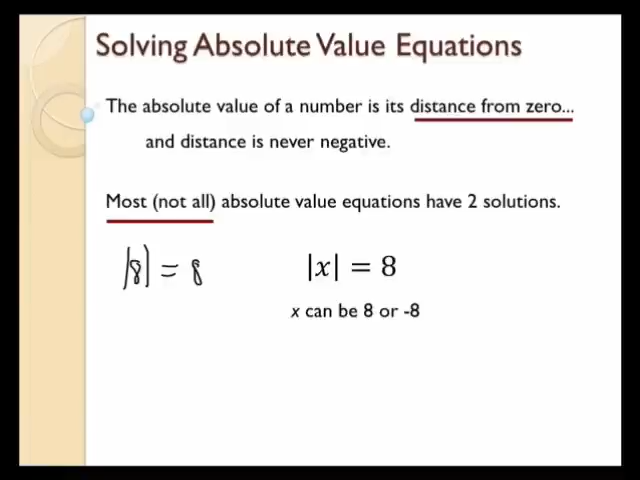 Solving Absolute Value Equations
The absolute value of a number is its distance from zero...
and distance is never negative.
Most (not all) absolute value equations have 2 solutions.
|8| = 8
|x| = 8
x can be 8 or -8